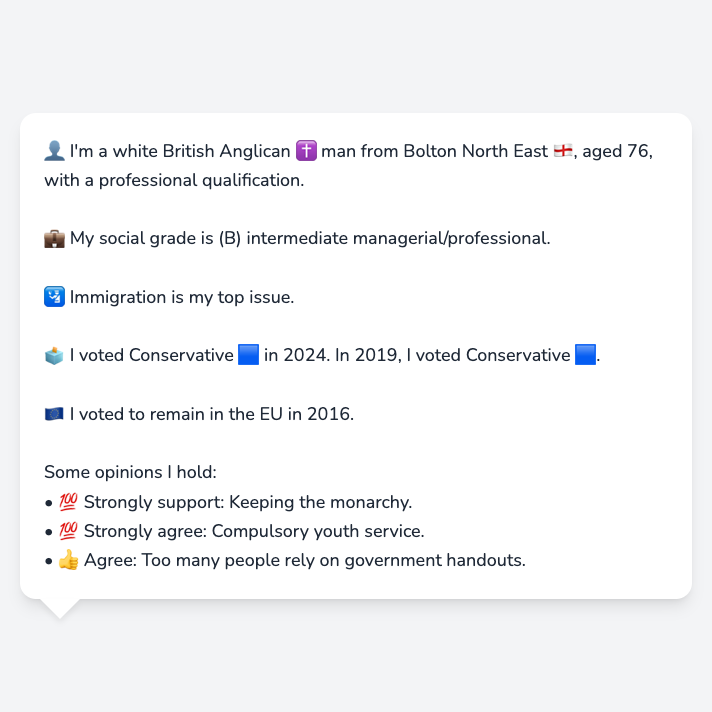 👤 I'm a white British Anglican ✝️ man from Bolton North East 🏴󠁧󠁢󠁥󠁮󠁧󠁿, aged 76,
with a professional qualification.
💼 My social grade is (B) intermediate managerial/professional.
🛂 Immigration is my top issue.
🗳️ I voted Conservative 🟦 in 2024. In 2019, I voted Conservative 🟦.
🇪🇺 I voted to remain in the EU in 2016.
Some opinions I hold:
• 💯 Strongly support: Keeping the monarchy.
• 💯 Strongly agree: Compulsory youth service.
• 👍 Agree: Too many people rely on government handouts.